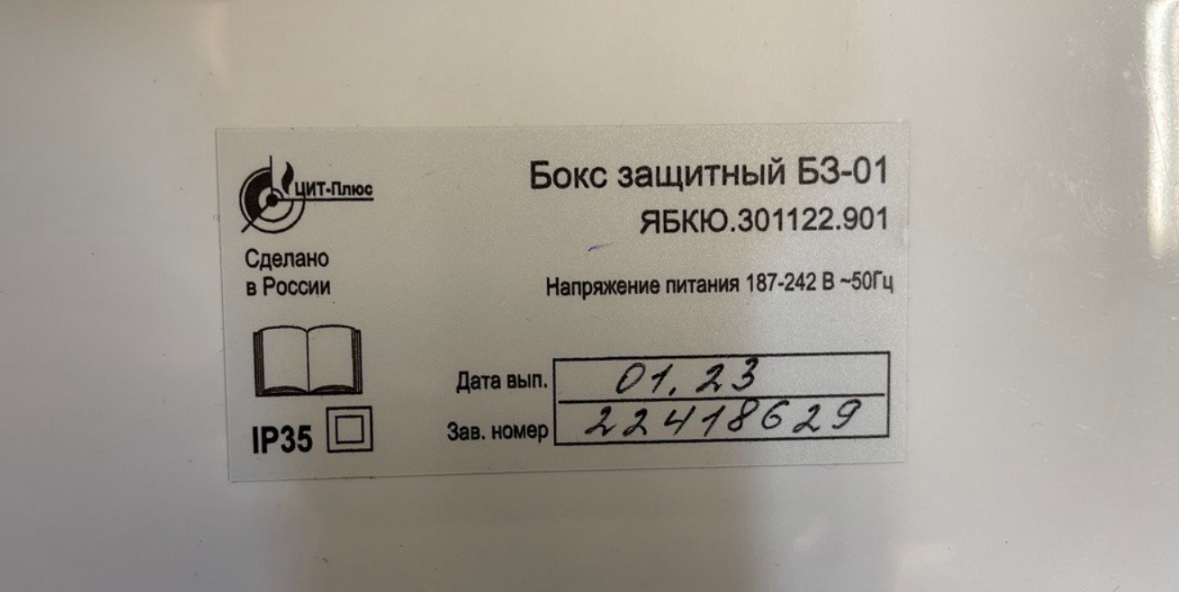 ЦИТ-Плюс
Сделано
в России
IP35
Бокс защитный БЗ-01
ЯБКЮ.301122.901
Напряжение питания 187-242 В ~50Гц
Дата вып. 01.23
Зав. номер 22418629